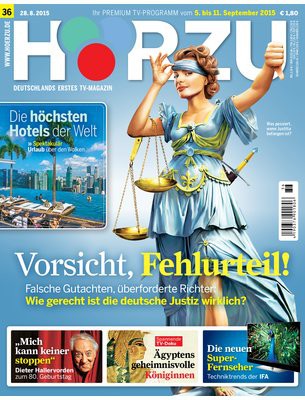 36
28.8.2015
Ihr PREMIUM TV-PROGRAMM vom 5. bis 11. September 2015 € 1,80
WWW.HOERZU.DE
HÖRZU
DEUTSCHLANDS ERSTES TV-MAGAZIN
Die höchsten
Hotels der Welt
Spektakulär
Urlaub über den Wolken
Was passiert,
wenn Justitia
befangen ist?
Vorsicht, Fehlurteil!
Falsche Gutachten, überforderte Richter:
Wie gerecht ist die deutsche Justiz wirklich?
„Mich
kann keiner
stoppen“
Dieter Hallervorden
zum 80. Geburtstag
Spannende
TV-Doku
Ägyptens
geheimnisvolle
Königinnen
Die neuen
Super-
Fernseher
Techniktrends der IFA